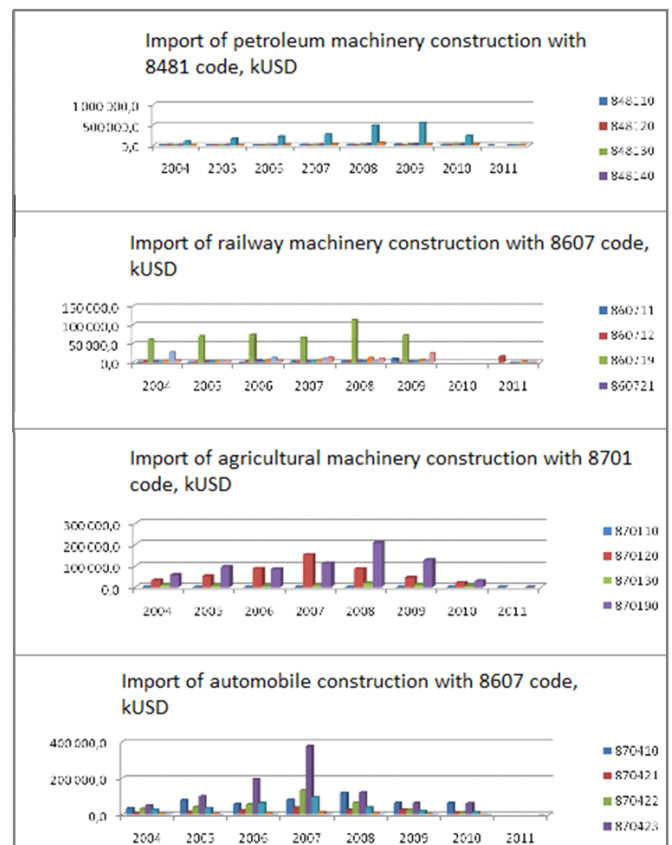 Import of petroleum machinery construction with
8481 code, kUSD
1 000 000,0
500 000,0
0,0
2004 2005 2006 2007 2008 2009 2010 2011
848110
848120
848130
848140
Import of railway machinery construction with 8607 code,
kUSD
150 000,0
100 000,0
50 000,0
0,0
2004 2005 2006 2007 2008 2009 2010 2011
860711
860712
860719
860721
Import of agricultural machinery construction with 8701
code, kUSD
300 000,0
200 000,0
100 000,0
0,0
2004 2005 2006 2007 2008 2009 2010 2011
870110
870120
870130
870190
Import of automobile construction with 8607 code,
kUSD
400 000,0
200 000,0
0,0
2004 2005 2006 2007 2008 2009 2010 2011
870410
870421
870422
870423